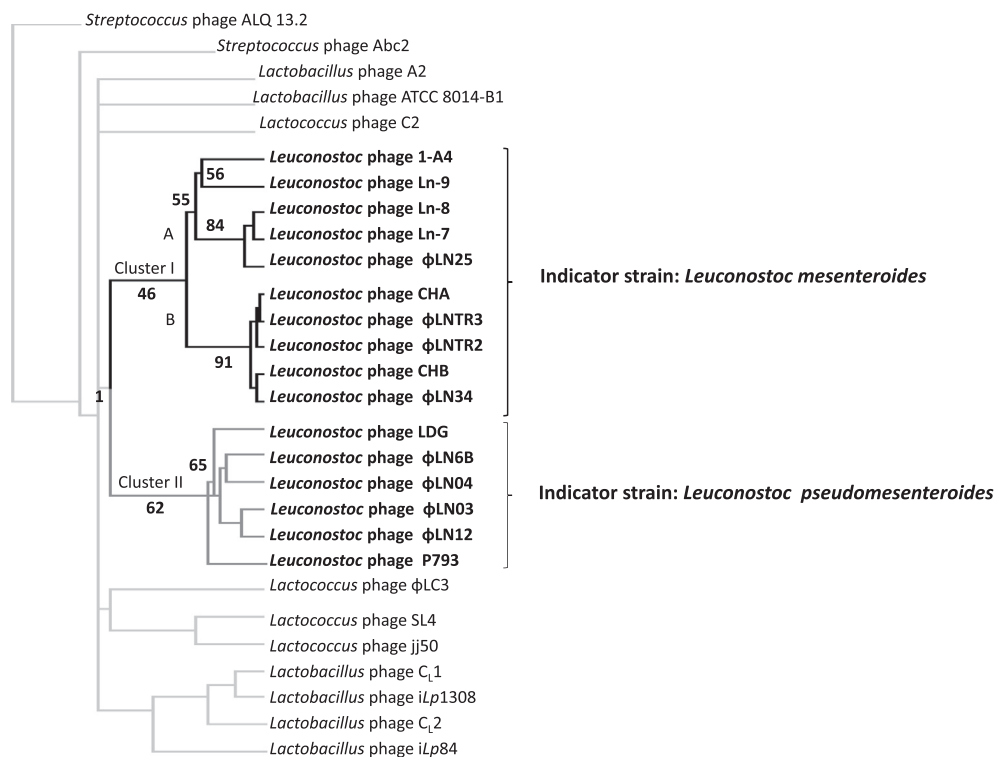 Streptococcus phage ALQ 13.2
Streptococcus phage Abc2
Lactobacillus phage A2
Lactobacillus phage ATCC 8014-B1
Lactococcus phage C2
Leuconostoc phage 1-A4
56
Leuconostoc phage Ln-9
55
Leuconostoc phage Ln-8
84
A
Leuconostoc phage Ln-7
Leuconostoc phage ϕLN25
Cluster I
46
Indicator strain: Leuconostoc mesenteroides
Leuconostoc phage CHA
B
Leuconostoc phage ϕLNTR3
Leuconostoc phage ϕLNTR2
91
Leuconostoc phage CHB
1
Leuconostoc phage ϕLN34
Leuconostoc phage LDG
Leuconostoc phage ϕLN6B
65
Cluster II
62
Leuconostoc phage ϕLN04
Indicator strain: Leuconostoc pseudomesenteroides
Leuconostoc phage ϕLN03
Leuconostoc phage ϕLN12
Leuconostoc phage P793
Lactococcus phage ϕLC3
Lactococcus phage SL4
Lactococcus phage jj50
Lactobacillus phage CL1
Lactobacillus phage iLp1308
Lactobacillus phage CL2
Lactobacillus phage iLp84